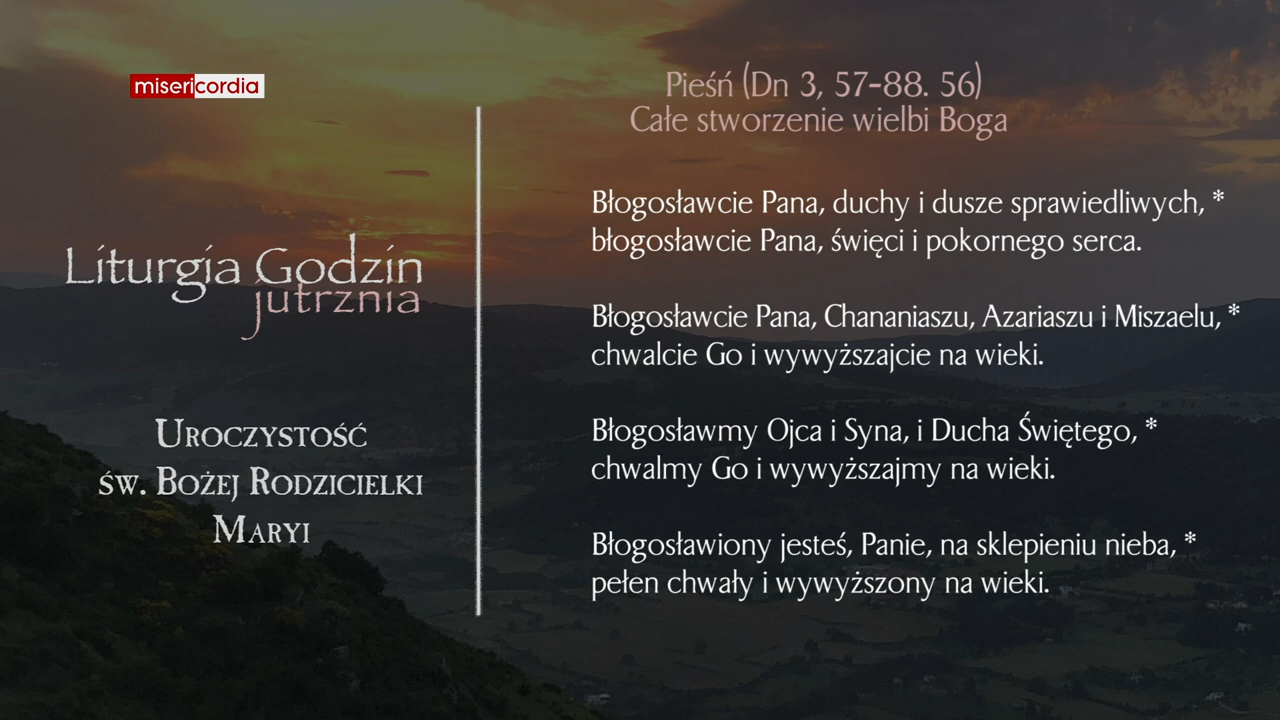 misericordia
Liturgia Godzin
jutrznia
Uroczystość
św. Bożej Rodzicielki
Maryi
Pieśń (Dn 3, 57-88. 56)
Całe stworzenie wielbi Boga
Błogosławcie Pana, duchy i dusze sprawiedliwych, *
błogosławcie Pana, święci i pokornego serca.
Błogosławcie Pana, Chananiaszu, Azariaszu i Miszaelu, *
chwalcie Go i wywyższajcie na wieki.
Błogosławmy Ojca i Syna, i Ducha Świętego, *
chwalmy Go i wywyższajmy na wieki.
Błogosławiony jesteś, Panie, na sklepieniu nieba, *
pełen chwały i wywyższony na wieki.